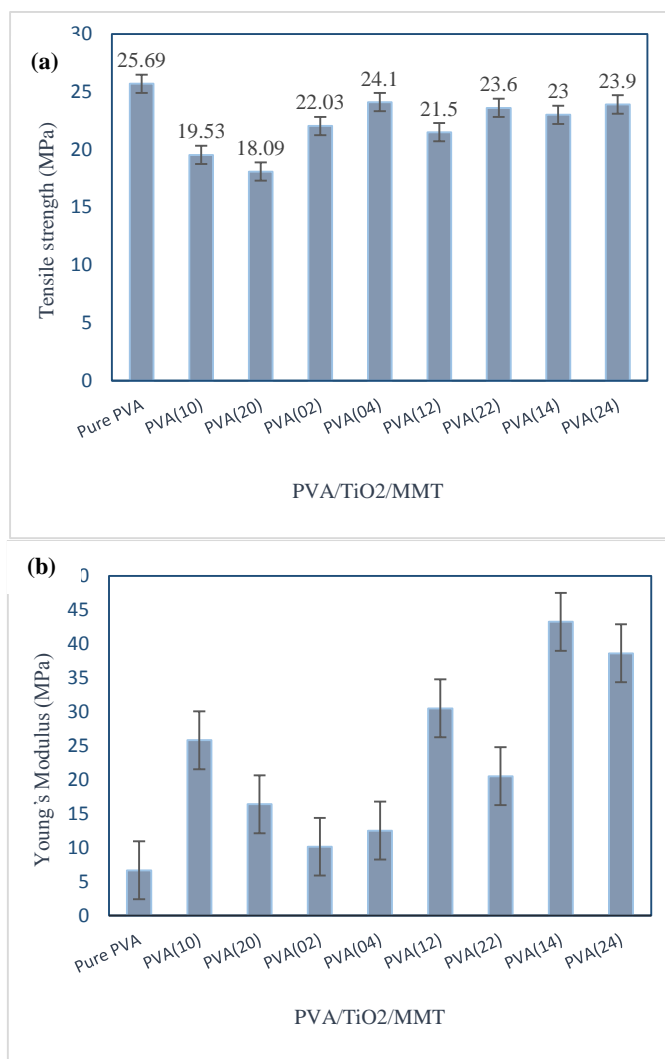 (a)
30
25
20
15
10
5
0
Tensile strength (MPa)
25.69
19.53
18.09
22.03
24.1
21.5
23.6
23
23.9
Pure PVA
PVA(10)
PVA(20)
PVA(02)
PVA(04)
PVA(12)
PVA(22)
PVA(14)
PVA(24)
PVA/TiO2/MMT
(b)
0
45
40
35
30
25
20
15
10
5
0
Young's Modulus (MPa)
Pure PVA
PVA(10)
PVA(20)
PVA(02)
PVA(04)
PVA(12)
PVA(22)
PVA(14)
PVA(24)
PVA/TiO2/MMT